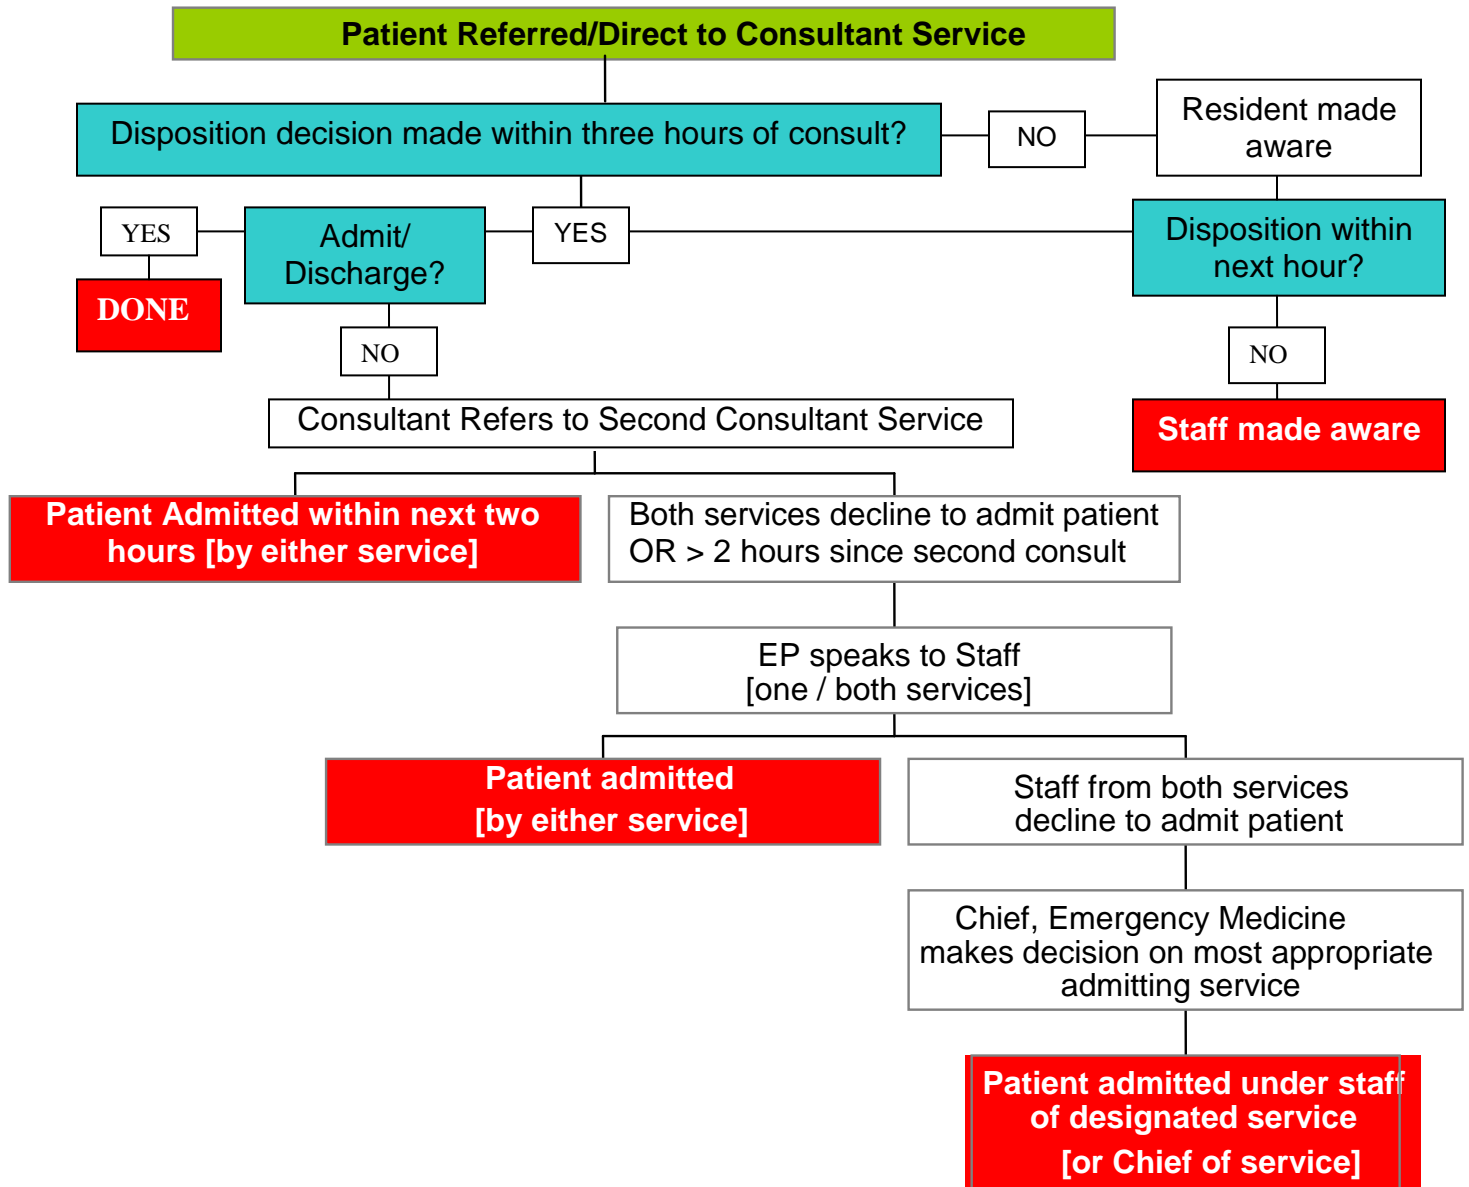 Patient Referred/Direct to Consultant Service
Disposition decision made within three hours of consult?
NO
Resident made
aware
YES
Admit/
Discharge?
YES
Disposition within
next hour?
DONE
NO
NO
Consultant Refers to Second Consultant Service
Staff made aware
Patient Admitted within next two
hours [by either service]
Both services decline to admit patient
OR > 2 hours since second consult
EP speaks to Staff
[one / both services]
Patient admitted
[by either service]
Staff from both services
decline to admit patient
Chief, Emergency Medicine
makes decision on most appropriate
admitting service
Patient admitted under staff
of designated service
[or Chief of service]